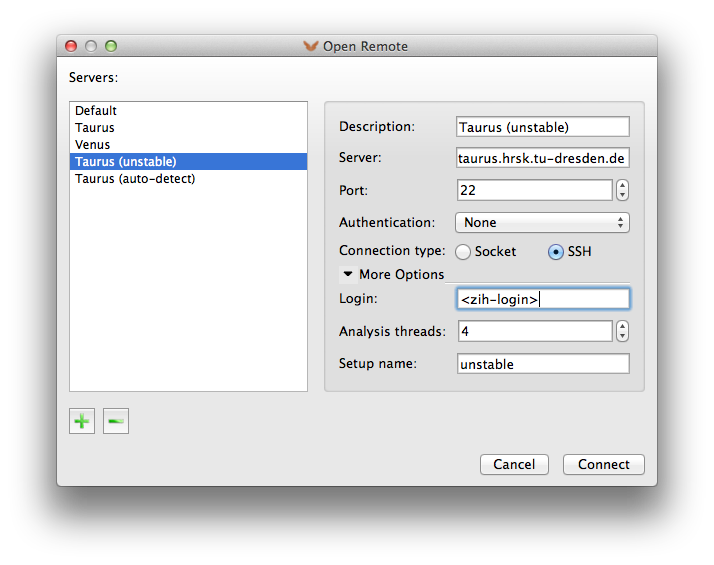 Open Remote
Servers:
Default
Taurus
Venus
Taurus (unstable)
Taurus (auto-detect)
Description: Taurus (unstable)
Server: taurus.hrsk.tu-dresden.de
Port: 22
Authentication: None
Connection type: Socket SSH
More Options
Login: <zih-login>
Analysis threads: 4
Setup name: unstable
Cancel Connect